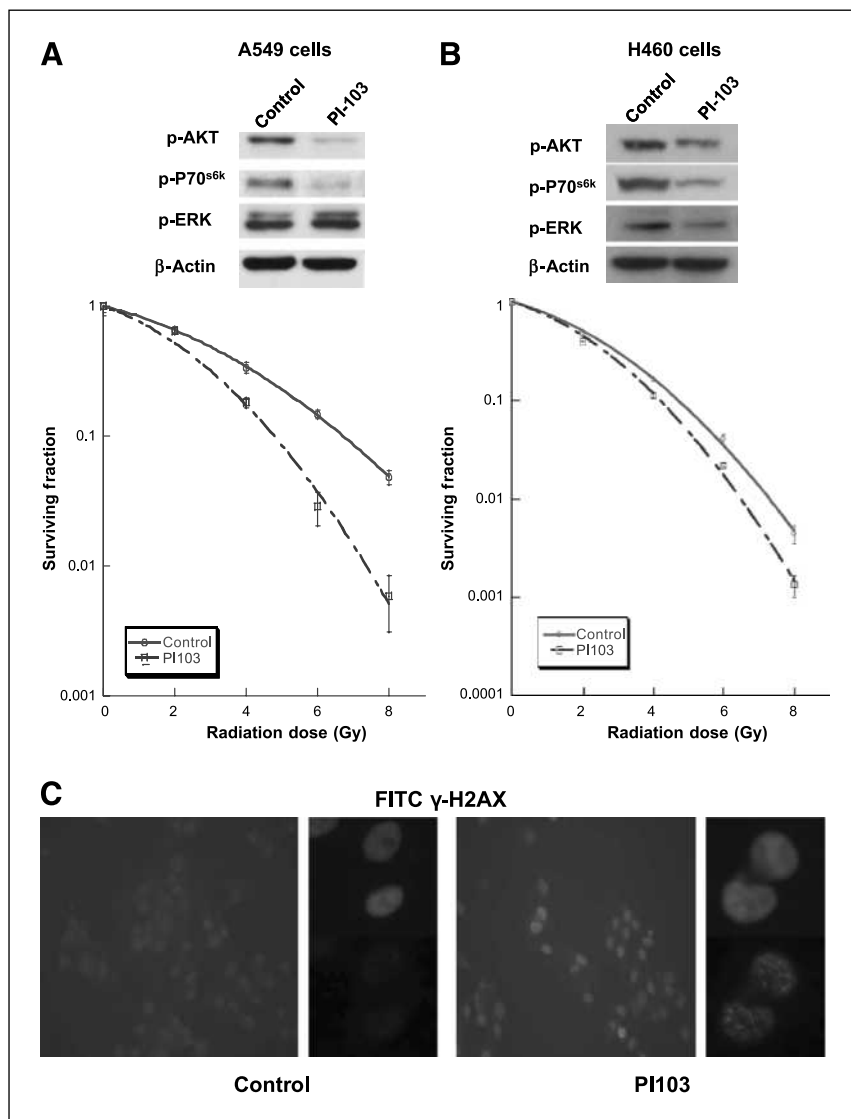 A
A549 cells
Control
PI-103
p-AKT
p-P70s6k
p-ERK
β-Actin
1
0.1
0.01
0.001
Surviving fraction
Control
PI103
0 2 4 6 8
Radiation dose (Gy)
B
H460 cells
Control
PI-103
p-AKT
p-P70s6k
p-ERK
β-Actin
1
0.1
0.01
0.001
0.0001
Surviving fraction
Control
PI103
0 2 4 6 8
Radiation dose (Gy)
C
FITC γ-H2AX
Control
PI103